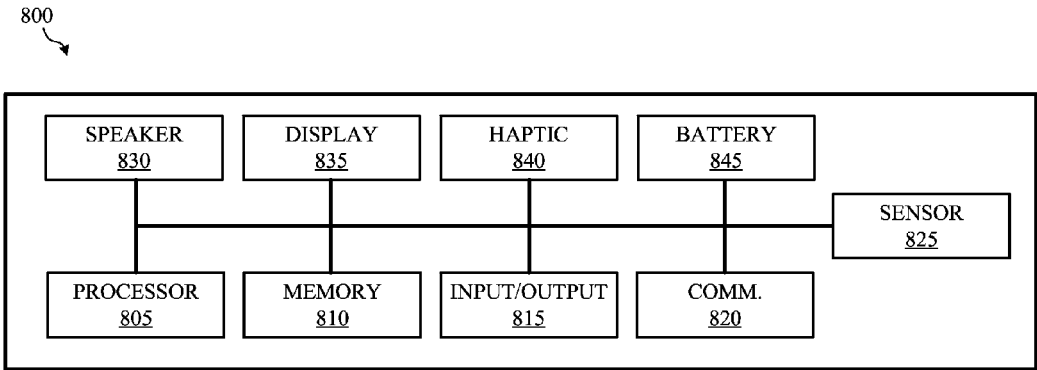 800
SPEAKER
830
DISPLAY
835
HAPTIC
840
BATTERY
845
SENSOR
825
PROCESSOR
805
MEMORY
810
INPUT/OUTPUT
815
COMM.
820